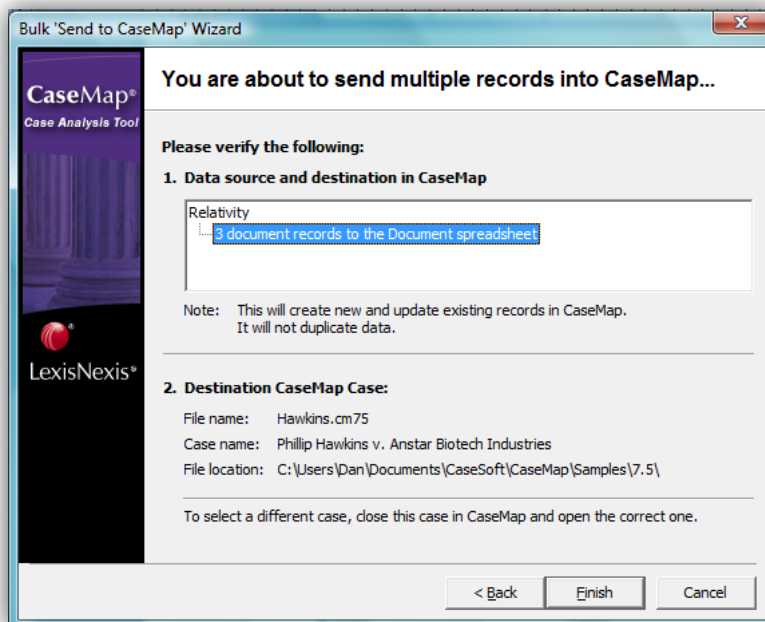 Bulk 'Send to CaseMap' Wizard
CaseMap®
Case Analysis Tool
LexisNexis®
You are about to send multiple records into CaseMap...
Please verify the following:
1. Data source and destination in CaseMap
Relativity
3 document records to the Document spreadsheet
Note: This will create new and update existing records in CaseMap.
It will not duplicate data.
2. Destination CaseMap Case:
File name: Hawkins.cm75
Case name: Phillip Hawkins v. Anstar Biotech Industries
File location: C:\Users\Dan\Documents\CaseSoft\CaseMap\Samples\7.5\
To select a different case, close this case in CaseMap and open the correct one.
< Back Finish Cancel